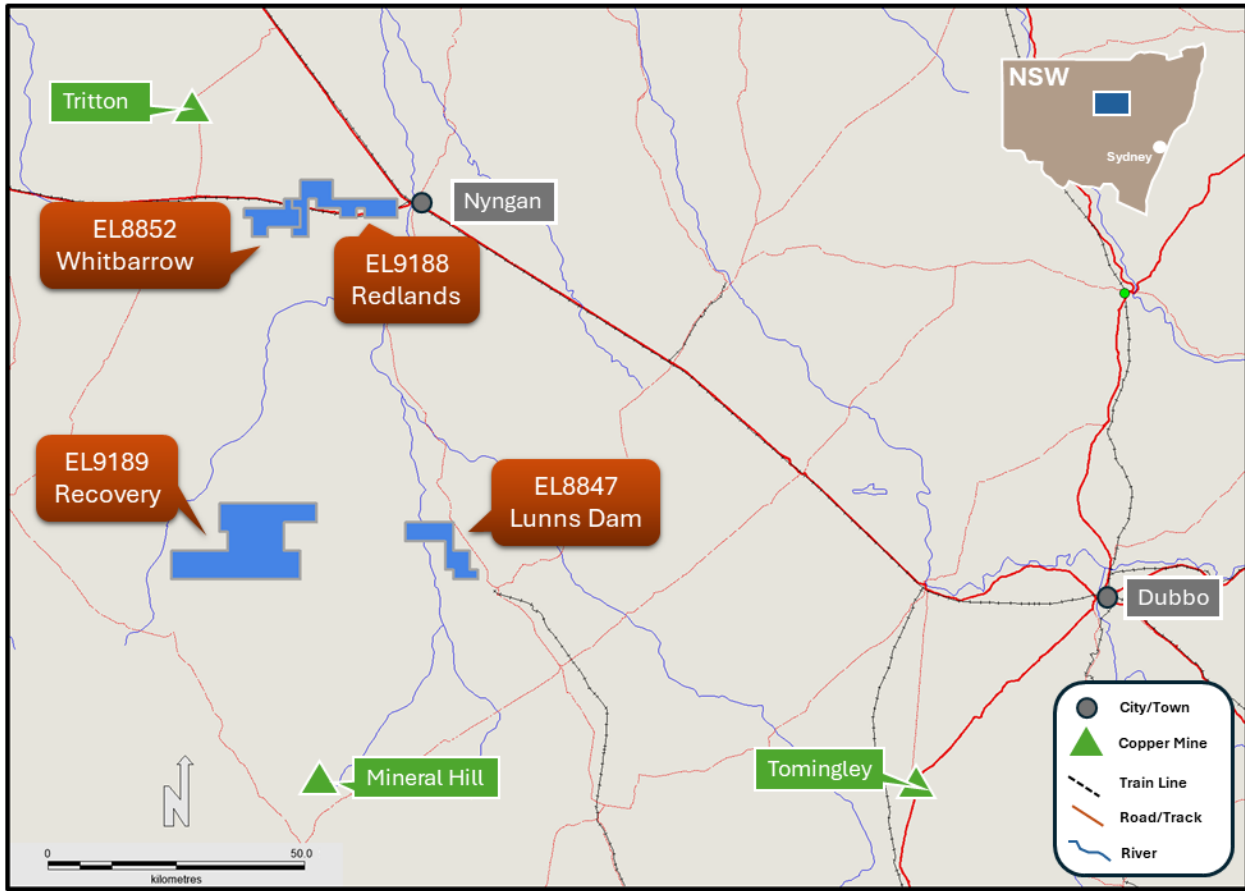 NSW
Sydney
Tritton
Nyngan
EL8852
Whitbarrow
EL9188
Redlands
EL9189
Recovery
EL8847
Lunns Dam
Dubbo
Mineral Hill
Tomingley
City/Town
Copper Mine
Train Line
Road/Track
River
N
0 50.0
kilometres